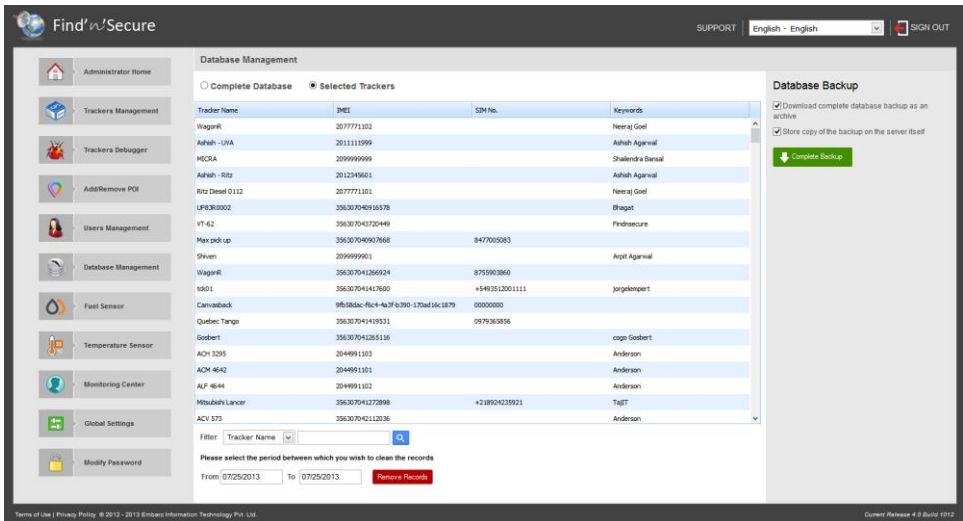 Find'n'Secure
SUPPORT English - English SIGN OUT
Administrator Home
Trackers Management
Trackers Debugger
Add/Remove POI
Users Management
Database Management
Fuel Sensor
Temperature Sensor
Monitoring Center
Global Settings
Modify Password
Database Management
Complete Database Selected Trackers
Tracker Name IMEI SIM No. Keywords
WagonR 2077771102 Neeraj Goel
Ashish - UVA 2011111999 Ashish Agarwal
MICRA 2099999999 Shailendra Bansal
Ashish - Ritz 2012345601 Ashish Agarwal
Ritz Diesel 0112 2077771101 Neeraj Goel
UP83R0002 356307040916578 Bhagat
VT-62 356307043720449 Findnsecure
Max pick up 356307040907668 8477005083
Shiven 2099999901 Arpit Agarwal
WagonR 356307041266924 8755903860
tck01 356307041417600 +5493512001111 jorgelempert
Canvasback 9fb58dac-f6c4-4a3f-b390-170ad16c1879 00000000
Quebec Tango 356307041419531 0979365856
Gosbert 356307041265116 cogo Gosbert
ACH 3295 2044991103 Anderson
ACM 4642 2044991101 Anderson
ALF 4644 2044991102 Anderson
Mitsubishi Lancer 356307041272898 +218924235921 TajIT
ACV 573 356307042112036 Anderson
Filter Tracker Name
Please select the period between which you wish to clean the records
From 07/25/2013 To 07/25/2013 Remove Records
Database Backup
Download complete database backup as an
archive
Store copy of the backup on the server itself
Complete Backup
Terms of Use | Privacy Policy © 2012 - 2013 Embarc Information Technology Pvt. Ltd.
Current Release 4.0 Build 1012